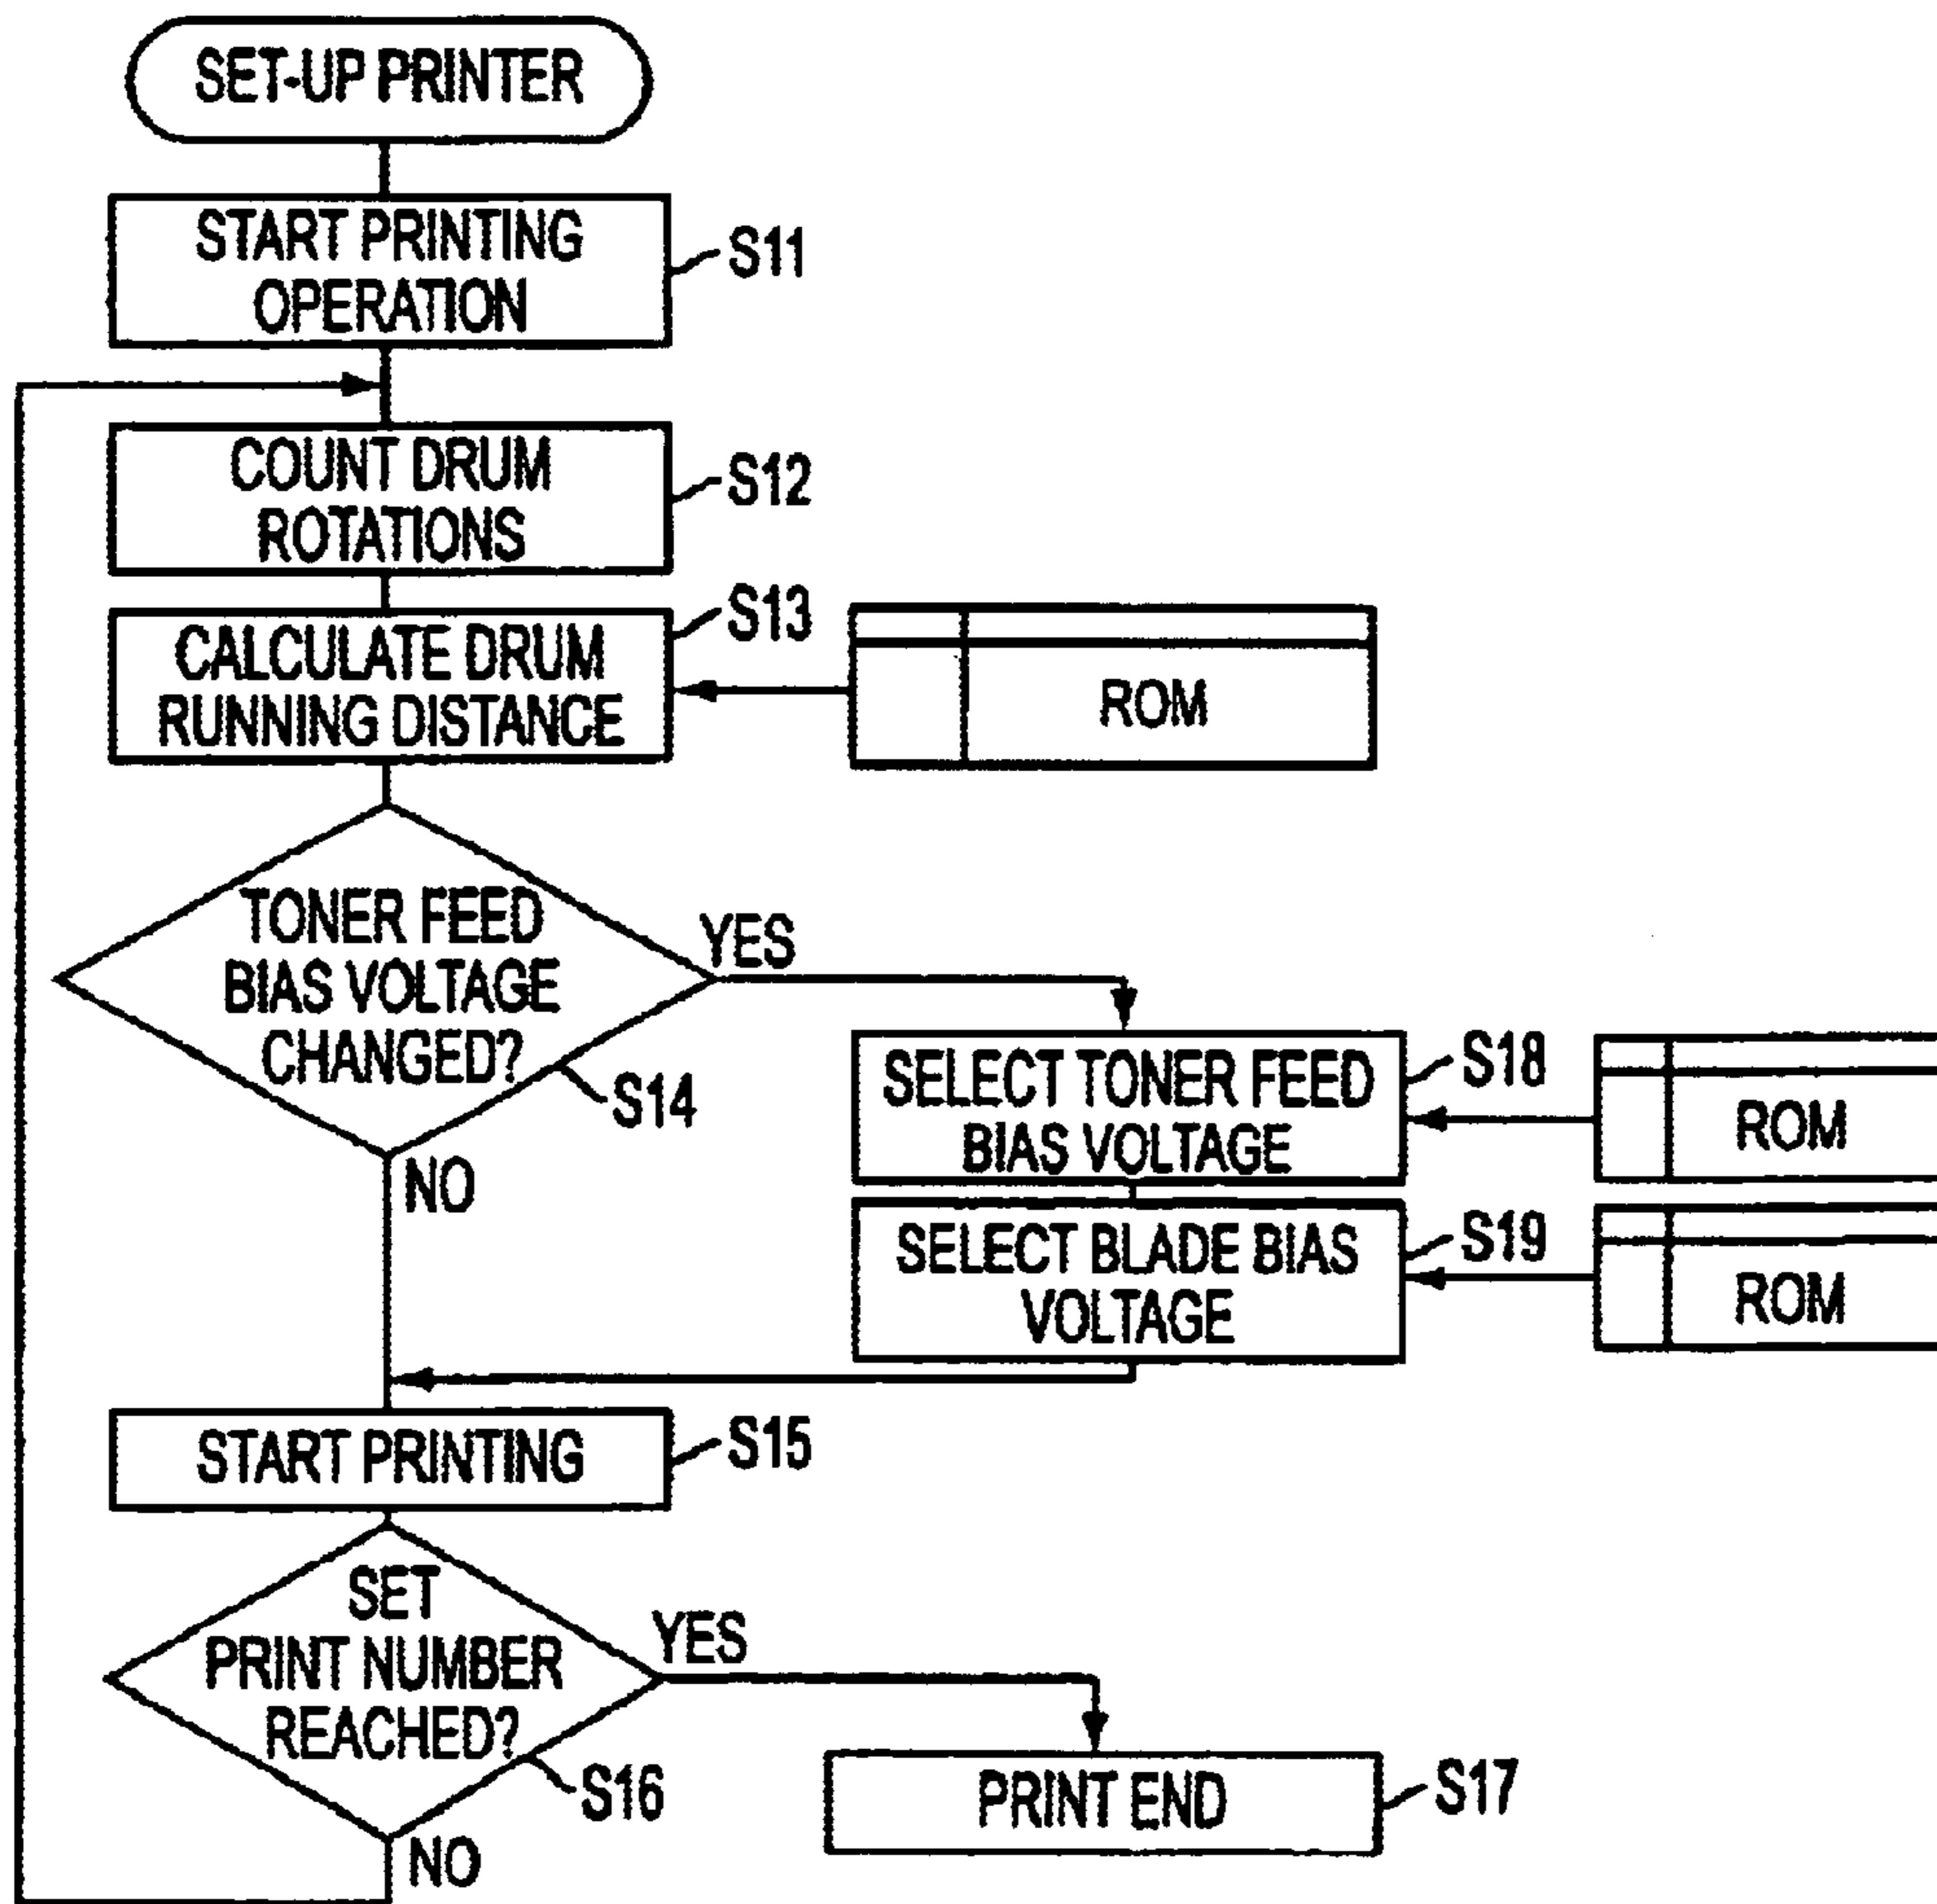 SET-UP PRINTER
START PRINTING
OPERATION
S11
COUNT DRUM
ROTATIONS
S12
CALCULATE DRUM
RUNNING DISTANCE
S13
ROM
TONER FEED
BIAS VOLTAGE
CHANGED?
S14
YES
NO
SELECT TONER FEED
BIAS VOLTAGE
S18
ROM
SELECT BLADE BIAS
VOLTAGE
S19
ROM
START PRINTING
S15
SET
PRINT NUMBER
REACHED?
S16
YES
NO
PRINT END
S17